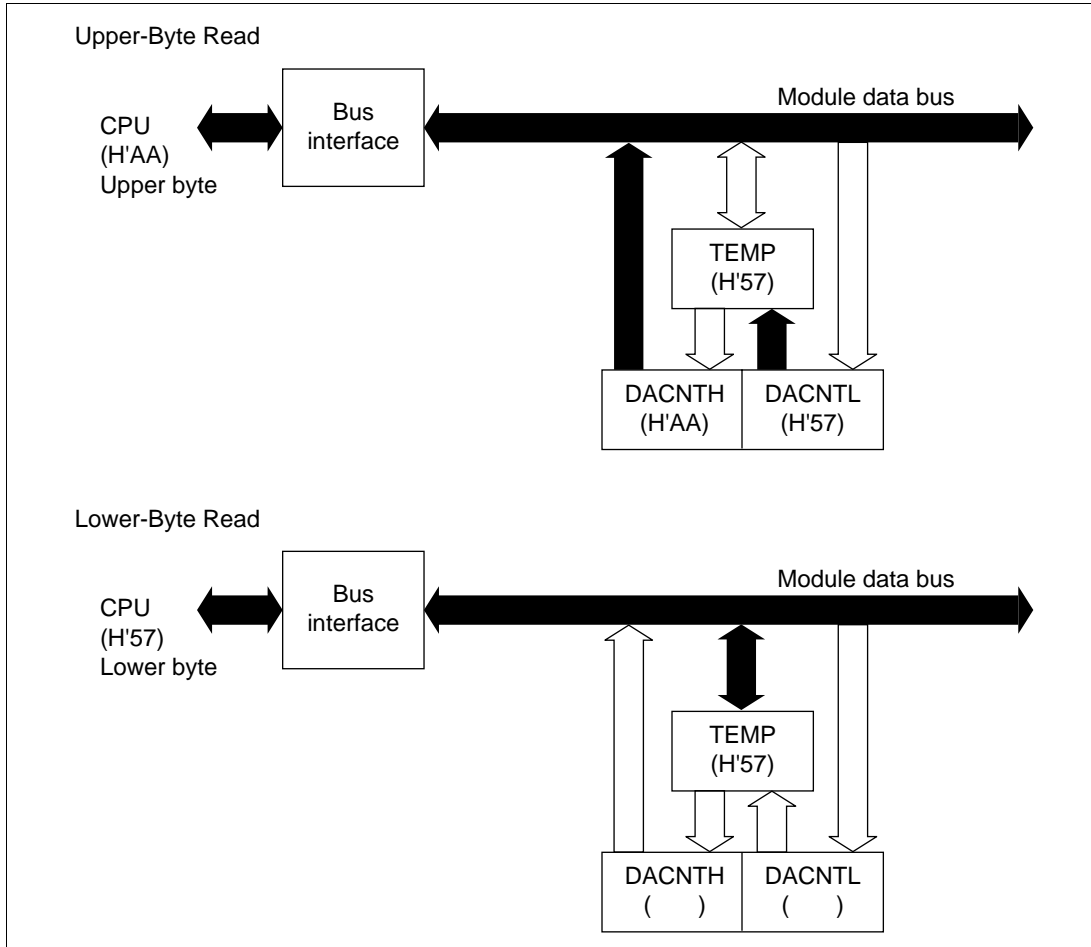 Upper-Byte Read
CPU
(H'AA)
Upper byte
Bus
interface
Module data bus
TEMP
(H'57)
DACNTH
(H'AA)
DACNTL
(H'57)
Lower-Byte Read
CPU
(H'57)
Lower byte
Bus
interface
Module data bus
TEMP
(H'57)
DACNTH
(      )
DACNTL
(      )